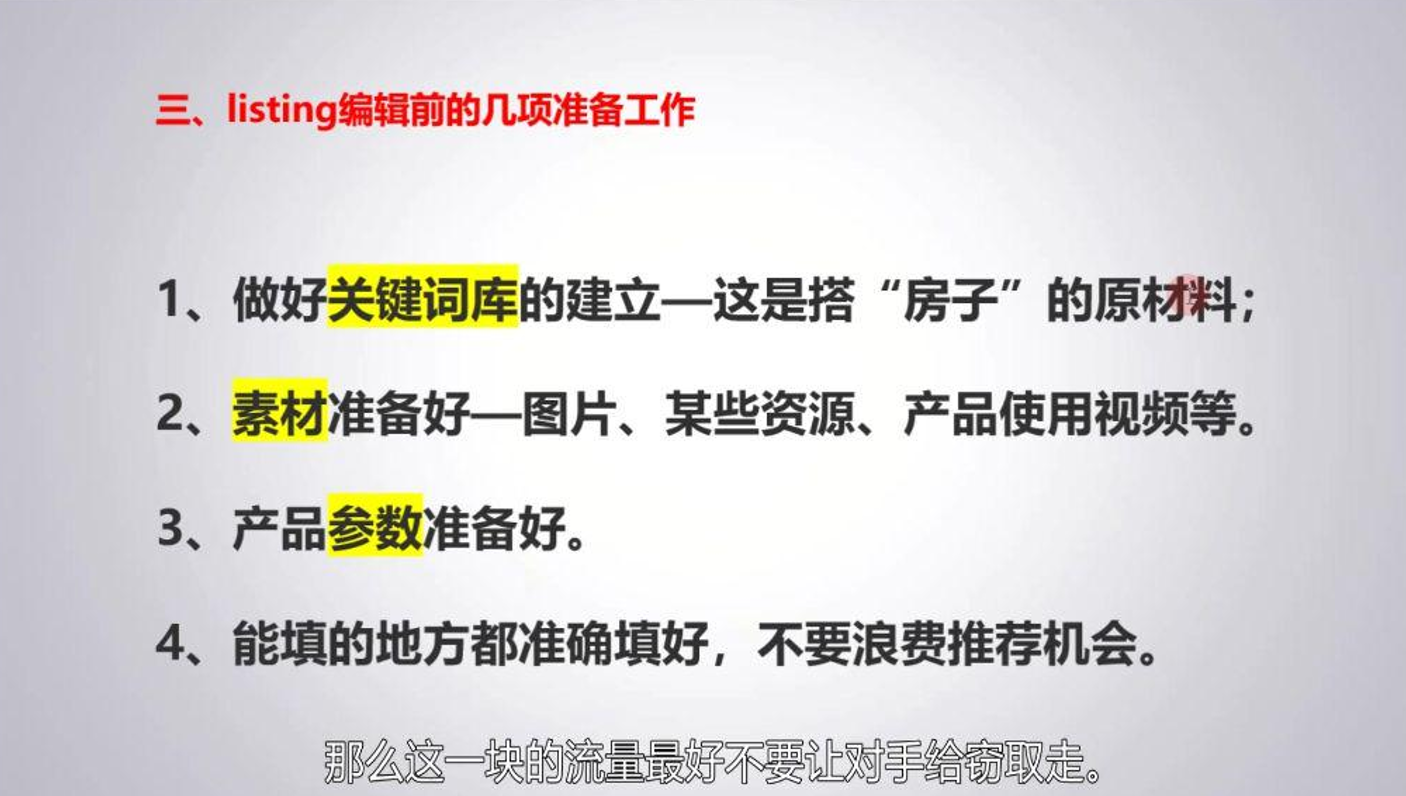 三、listing编辑前的几项准备工作
1、做好关键词库的建立—这是搭“房子”的原材料；
2、素材准备好—图片、某些资源、产品使用视频等。
3、产品参数准备好。
4、能填的地方都准确填好，不要浪费推荐机会。
那么这一块的流量最好不要让对手给窃取走。